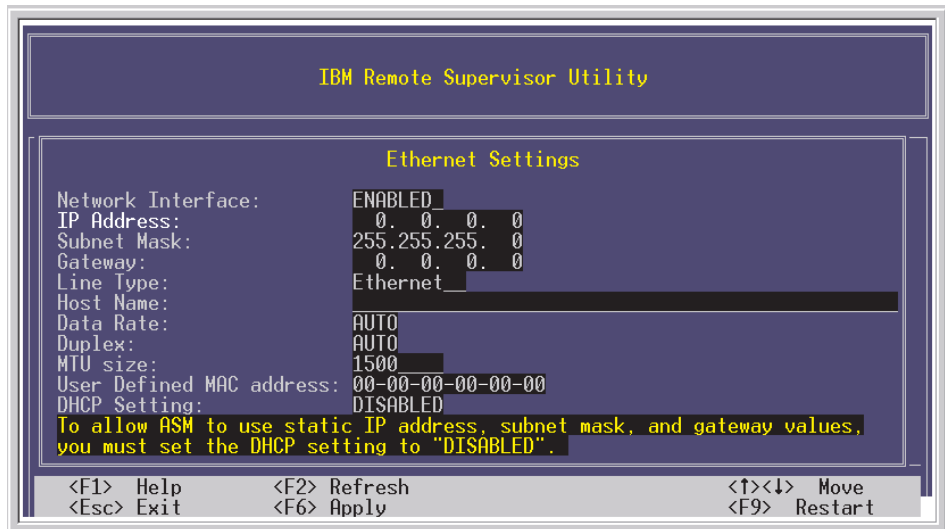 IBM Remote Supervisor Utility
Ethernet Settings
Network Interface: ENABLED_
IP Address: 0. 0. 0. 0
Subnet Mask: 255.255.255. 0
Gateway: 0. 0. 0. 0
Line Type: Ethernet__
Host Name:
Data Rate: AUTO
Duplex: AUTO
MTU size: 1500____
User Defined MAC address: 00-00-00-00-00-00
DHCP Setting: DISABLED
To allow ASM to use static IP address, subnet mask, and gateway values,
you must set the DHCP setting to "DISABLED".
<F1> Help <F2> Refresh <↑><↓> Move
<Esc> Exit <F6> Apply <F9> Restart